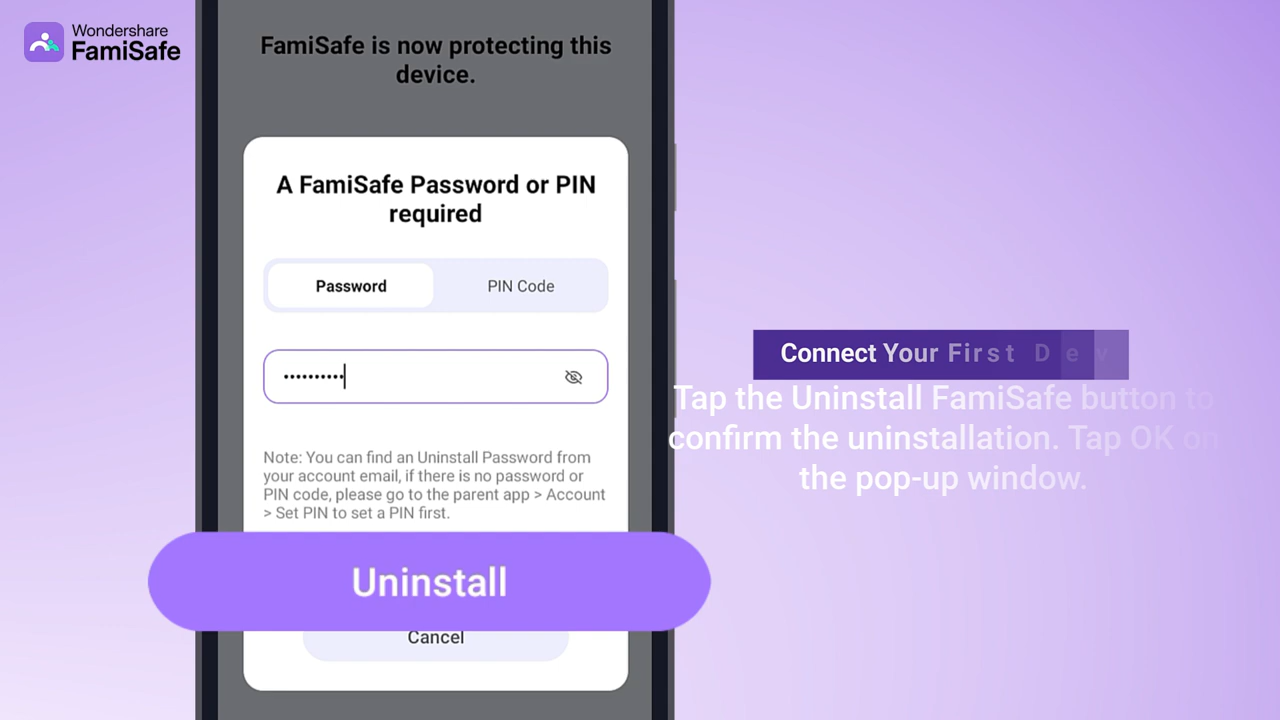 Wondershare
FamiSafe
FamiSafe is now protecting this
device.
A FamiSafe Password or PIN
required
Password
PIN Code
••••••••••
Note: You can find an Uninstall Password from
your account email, if there is no password or
PIN code, please go to the parent app > Account
> Set PIN to set a PIN first.
Uninstall
Cancel
Connect Your First Dev
Tap the Uninstall FamiSafe button to
confirm the uninstallation. Tap OK on
the pop-up window.